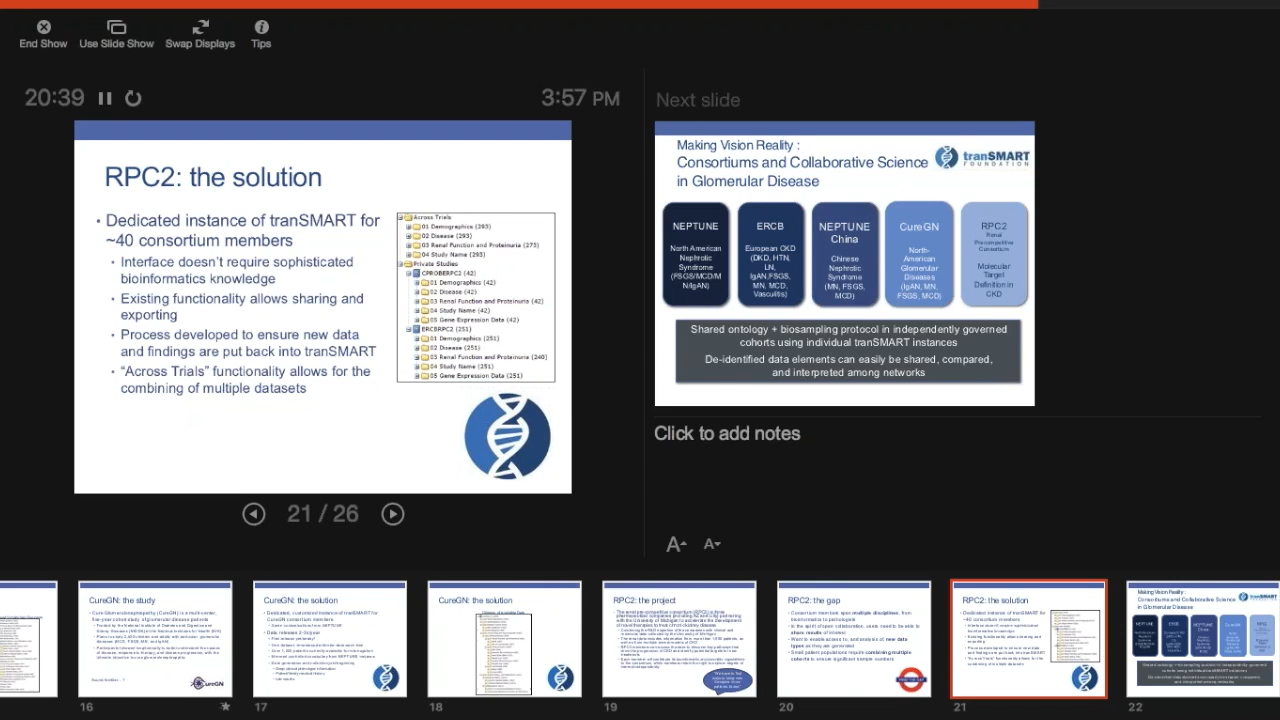 End Show
Use Slide Show
Swap Displays
Tips
20:39
3:57 PM
Next slide
RPC2: the solution
• Dedicated instance of tranSMART for
~40 consortium members
• Interface doesn't require sophisticated
bioinformatics knowledge
• Existing functionality allows sharing and
exporting
• Process developed to ensure new data
and findings are put back into tranSMART
• "Across Trials" functionality allows for the
combining of multiple datasets
Across Trials
01 Demographics (293)
02 Disease (293)
03 Renal Function and Proteinuria (273)
04 Study Name (293)
Private Studies
CPROBERPC2 (42)
01 Demographics (42)
02 Disease (42)
03 Renal Function and Proteinuria (42)
04 Study Name (42)
05 Gene Expression Data (42)
ERCBRPC2 (251)
01 Demographics (251)
02 Disease (251)
03 Renal Function and Proteinuria (240)
04 Study Name (251)
05 Gene Expression Data (251)
21 / 26
Making Vision Reality :
Consortiums and Collaborative Science
in Glomerular Disease
tranSMART
FOUNDATION
NEPTUNE
North American
Nephrotic
Syndrome
(FSGS/MCD/M
N/IgAN)
ERCB
European CKD
(DKD, HTN,
LN,
IgAN,FSGS,
MN, MCD,
Vasculitis)
NEPTUNE
China
Chinese
Nephrotic
Syndrome
(MN, FSGS,
MCD)
CureGN
North-
American
Glomerular
Diseases
(IgAN, MN,
FSGS, MCD)
RPC2
Renal
Precompetitive
Consortium
Molecular
Target
Definition in
CKD
Shared ontology + biosampling protocol in independently governed
cohorts using individual tranSMART instances
De-identified data elements can easily be shared, compared,
and interpreted among networks
Click to add notes
A A
CureGN: the study
CureGN
16
CureGN: the solution
17
CureGN: the solution
18
RPC2: the project
19
RPC2: the gap
20
RPC2: the solution
21
Making Vision Reality :
Consortiums and Collaborative Science
in Glomerular Disease
22